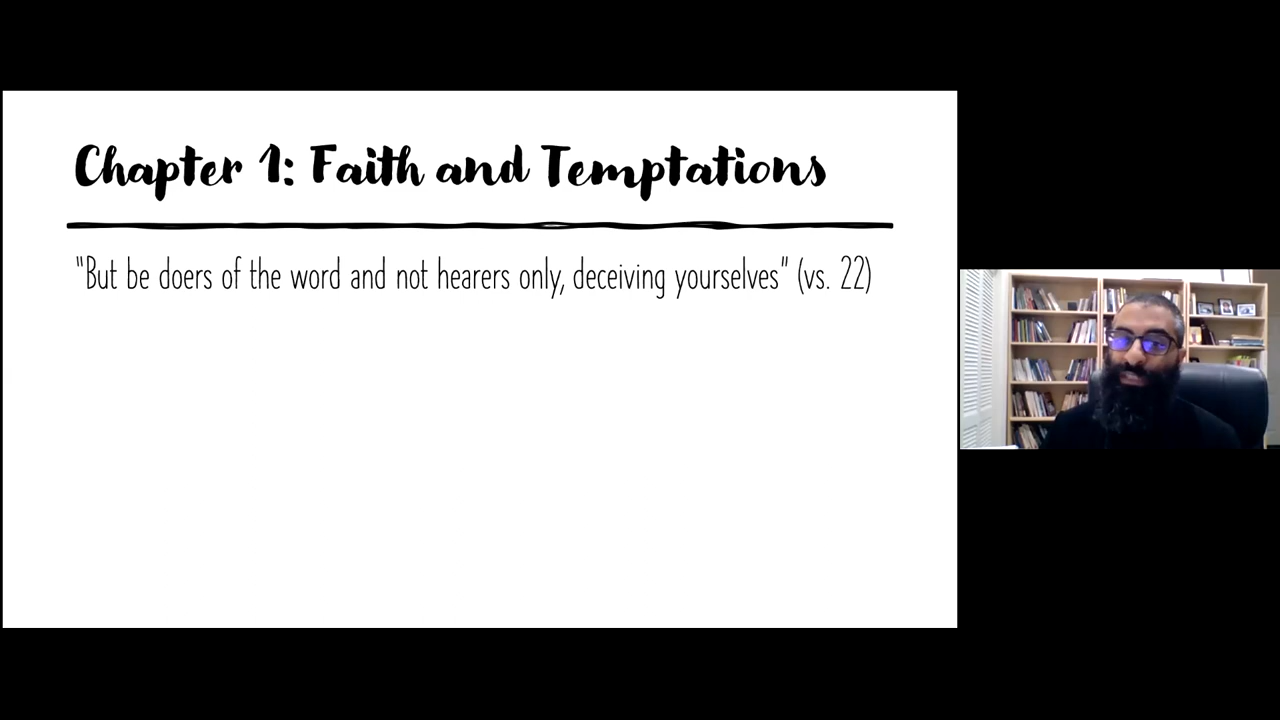 Chapter 1: Faith and Temptations
"But be doers of the word and not hearers only, deceiving yourselves" (vs. 22)